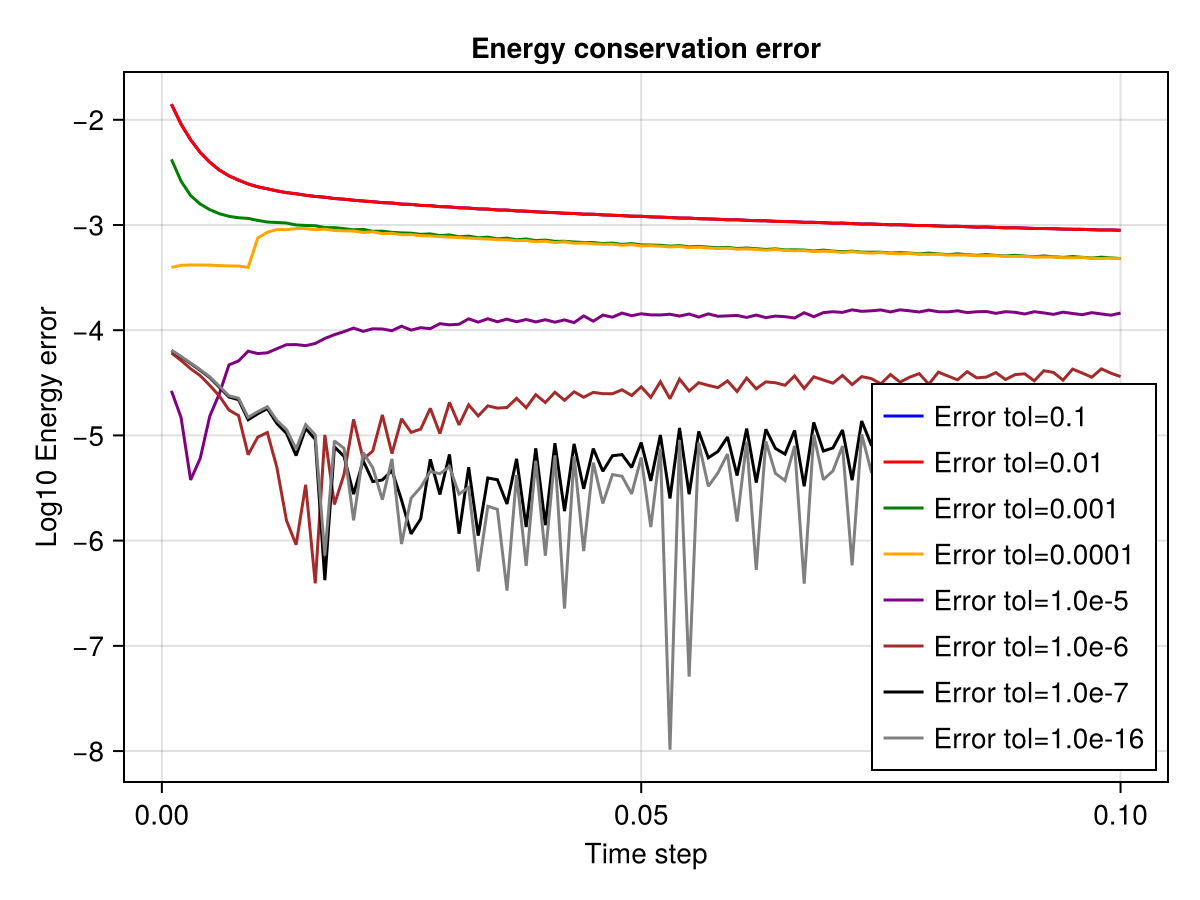 Energy conservation error
Log10 Energy error
−2
−3
−4
−5
−6
−7
−8
0.00
0.05
0.10
Time step
Error tol=0.1
Error tol=0.01
Error tol=0.001
Error tol=0.0001
Error tol=1.0e-5
Error tol=1.0e-6
Error tol=1.0e-7
Error tol=1.0e-16